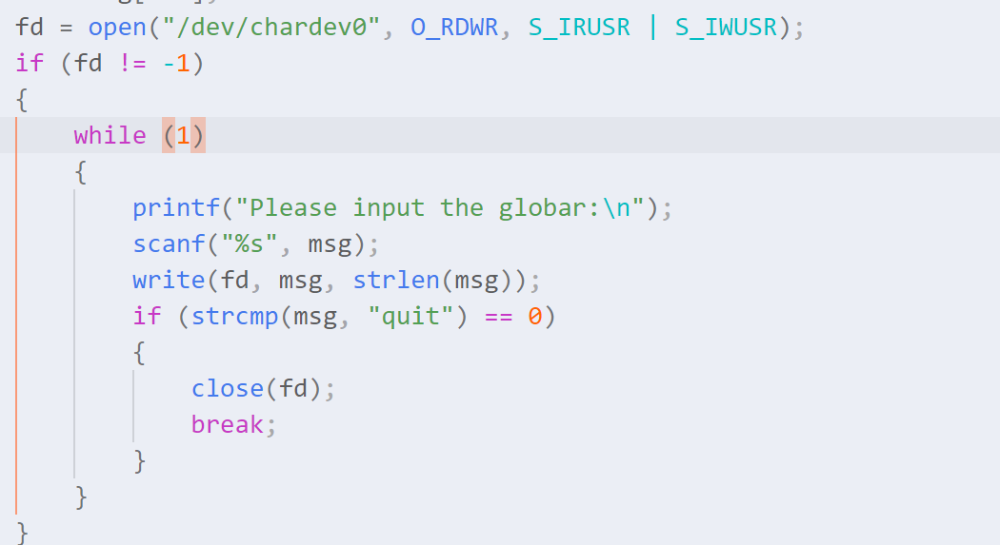 fd = open("/dev/chardev0", O_RDWR, S_IRUSR | S_IWUSR);
if (fd != -1)
{
    while (1)
    {
        printf("Please input the globar:\n");
        scanf("%s", msg);
        write(fd, msg, strlen(msg));
        if (strcmp(msg, "quit") == 0)
        {
            close(fd);
            break;
        }
    }
}